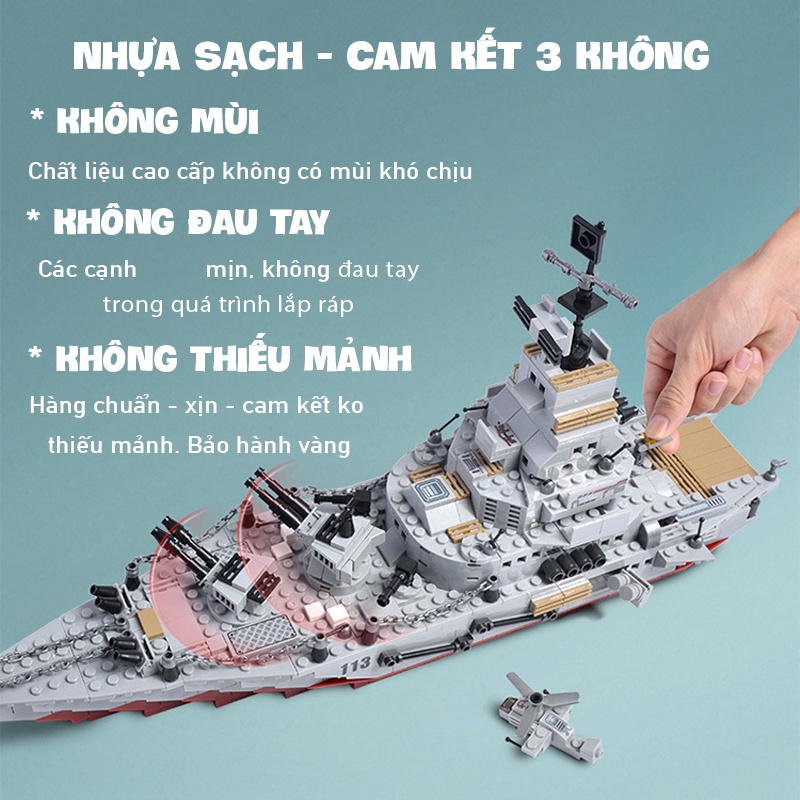 NHỰA SẠCH - CAM KẾT 3 KHÔNG
* KHÔNG MÙI
Chất liệu cao cấp không có mùi khó chịu
* KHÔNG ĐAU TAY
Các cạnh mịn, không đau tay
trong quá trình lắp ráp
* KHÔNG THIẾU MẢNH
Hàng chuẩn - xịn - cam kết ko
thiếu mảnh. Bảo hành vàng
113